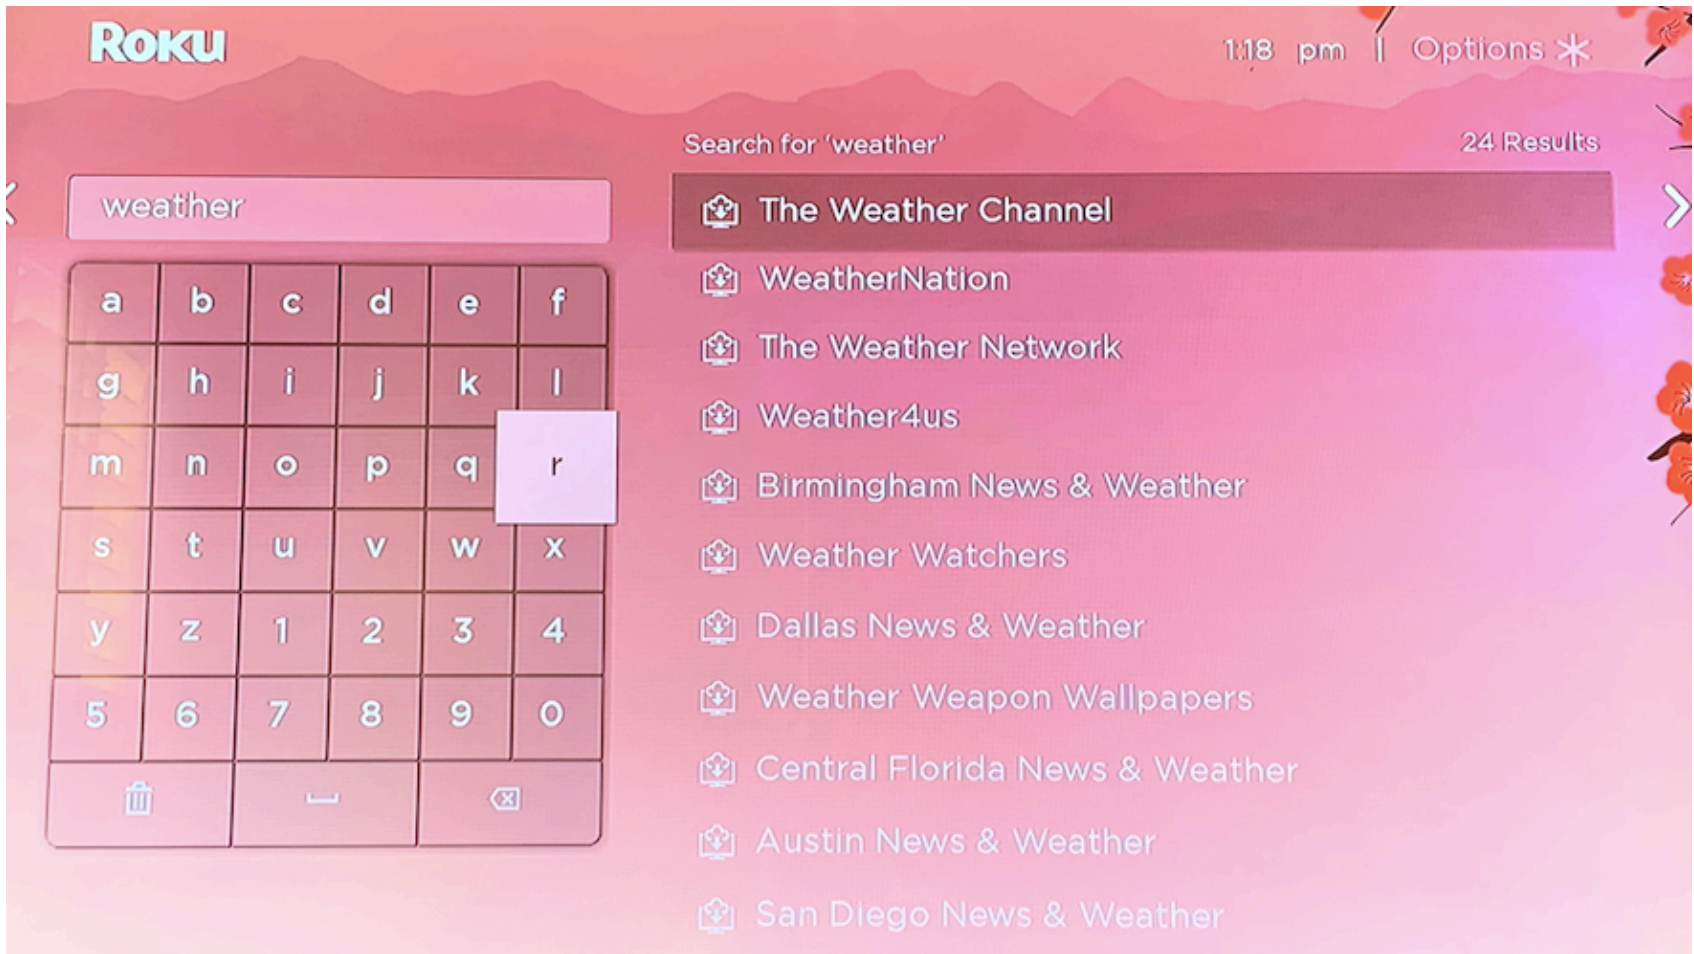 Roku
1:18 pm | Options
Search for 'weather'
24 Results
weather
a b c d e f
g h i j k l
m n o p q r
s t u v w x
y z 1 2 3 4
5 6 7 8 9 0
The Weather Channel
WeatherNation
The Weather Network
Weather4us
Birmingham News & Weather
Weather Watchers
Dallas News & Weather
Weather Weapon Wallpapers
Central Florida News & Weather
Austin News & Weather
San Diego News & Weather